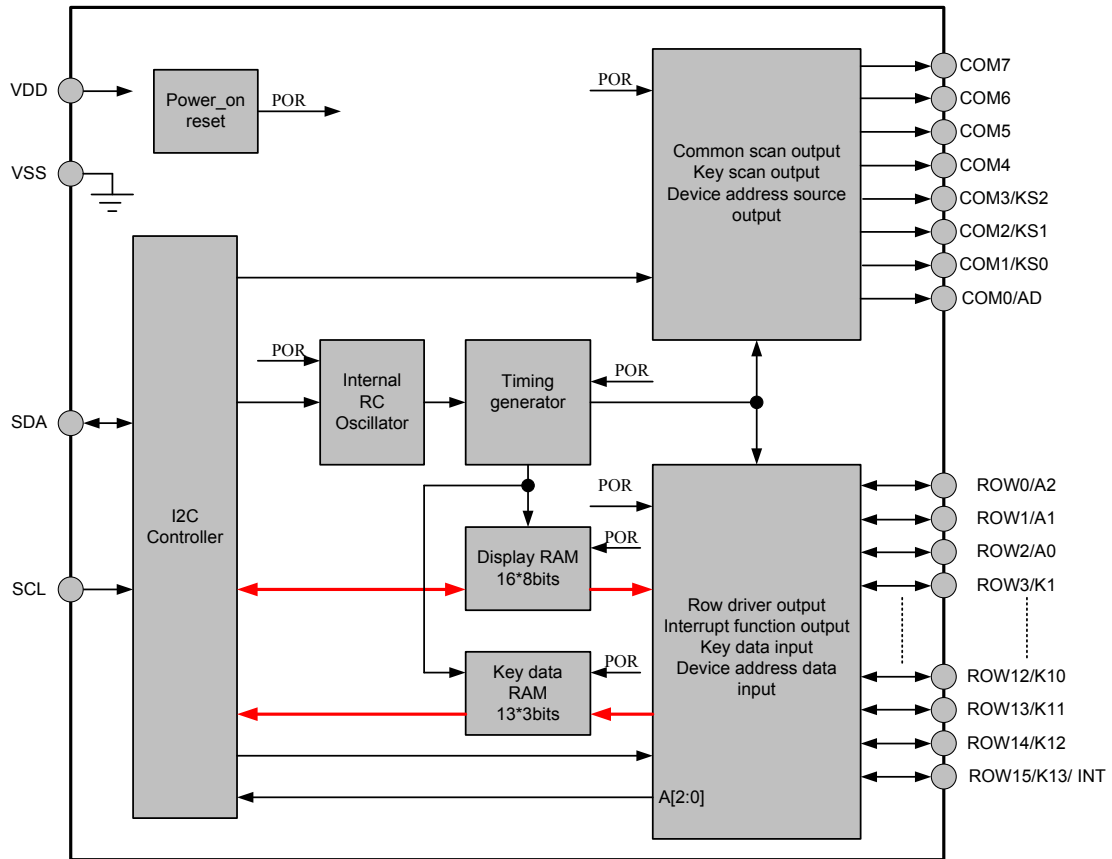 VDD
Power_on
reset
POR
POR
VSS
Common scan output
Key scan output
Device address source
output
COM7
COM6
COM5
COM4
COM3/KS2
COM2/KS1
COM1/KS0
COM0/AD
I2C
Controller
POR
Internal
RC
Oscillator
Timing
generator
POR
SDA
SCL
POR
Display RAM
16*8bits
POR
Key data
RAM
13*3bits
POR
Row driver output
Interrupt function output
Key data input
Device address data
input
A[2:0]
ROW0/A2
ROW1/A1
ROW2/A0
ROW3/K1
ROW12/K10
ROW13/K11
ROW14/K12
ROW15/K13/ INT